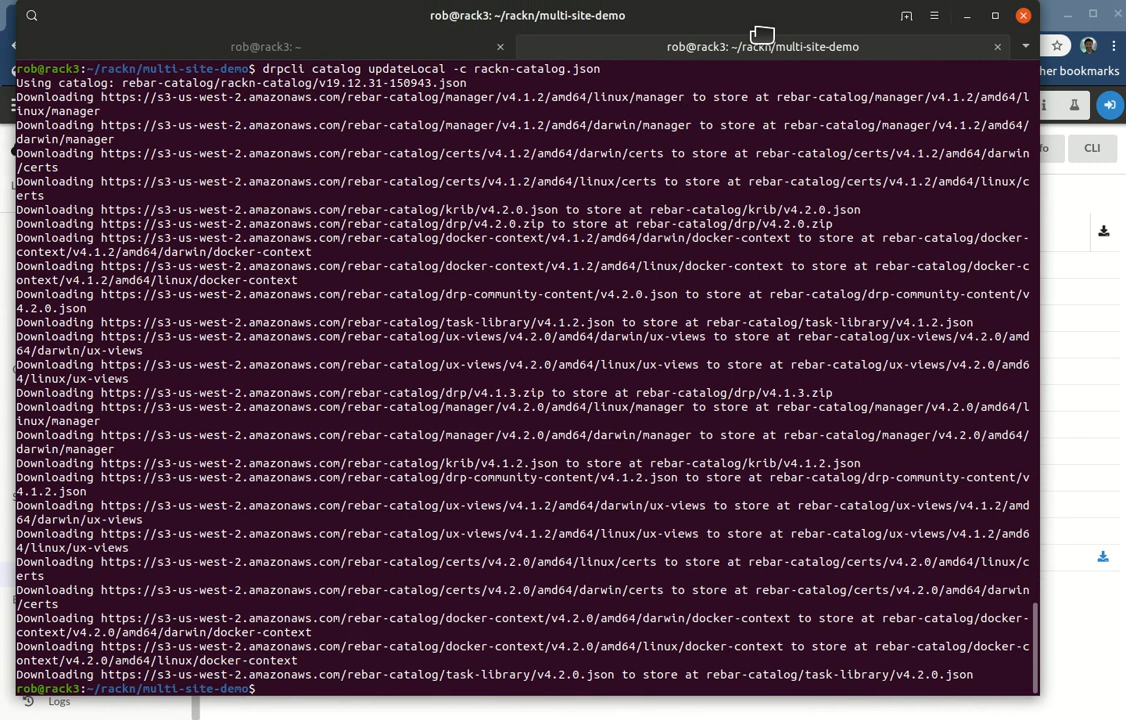 rob@rack3: ~/rackn/multi-site-demo
rob@rack3: ~
rob@rack3: ~/rackn/multi-site-demo
her bookmarks
fo
CLI
rob@rack3:~/rackn/multi-site-demo$ drpcli catalog updateLocal -c rackn-catalog.json
Using catalog: rebar-catalog/rackn-catalog/v19.12.31-150943.json
Downloading https://s3-us-west-2.amazonaws.com/rebar-catalog/manager/v4.1.2/amd64/linux/manager to store at rebar-catalog/manager/v4.1.2/amd64/l
inux/manager
Downloading https://s3-us-west-2.amazonaws.com/rebar-catalog/manager/v4.1.2/amd64/darwin/manager to store at rebar-catalog/manager/v4.1.2/amd64/
darwin/manager
Downloading https://s3-us-west-2.amazonaws.com/rebar-catalog/certs/v4.1.2/amd64/darwin/certs to store at rebar-catalog/certs/v4.1.2/amd64/darwin
/certs
Downloading https://s3-us-west-2.amazonaws.com/rebar-catalog/certs/v4.1.2/amd64/linux/certs to store at rebar-catalog/certs/v4.1.2/amd64/linux/c
erts
Downloading https://s3-us-west-2.amazonaws.com/rebar-catalog/krib/v4.2.0.json to store at rebar-catalog/krib/v4.2.0.json
Downloading https://s3-us-west-2.amazonaws.com/rebar-catalog/drp/v4.2.0.zip to store at rebar-catalog/drp/v4.2.0.zip
Downloading https://s3-us-west-2.amazonaws.com/rebar-catalog/docker-context/v4.1.2/amd64/darwin/docker-context to store at rebar-catalog/docker-
context/v4.1.2/amd64/darwin/docker-context
Downloading https://s3-us-west-2.amazonaws.com/rebar-catalog/docker-context/v4.1.2/amd64/linux/docker-context to store at rebar-catalog/docker-c
ontext/v4.1.2/amd64/linux/docker-context
Downloading https://s3-us-west-2.amazonaws.com/rebar-catalog/drp-community-content/v4.2.0.json to store at rebar-catalog/drp-community-content/v
4.2.0.json
Downloading https://s3-us-west-2.amazonaws.com/rebar-catalog/task-library/v4.1.2.json to store at rebar-catalog/task-library/v4.1.2.json
Downloading https://s3-us-west-2.amazonaws.com/rebar-catalog/ux-views/v4.2.0/amd64/darwin/ux-views to store at rebar-catalog/ux-views/v4.2.0/amd
64/darwin/ux-views
Downloading https://s3-us-west-2.amazonaws.com/rebar-catalog/ux-views/v4.2.0/amd64/linux/ux-views to store at rebar-catalog/ux-views/v4.2.0/amd6
4/linux/ux-views
Downloading https://s3-us-west-2.amazonaws.com/rebar-catalog/drp/v4.1.3.zip to store at rebar-catalog/drp/v4.1.3.zip
Downloading https://s3-us-west-2.amazonaws.com/rebar-catalog/manager/v4.2.0/amd64/linux/manager to store at rebar-catalog/manager/v4.2.0/amd64/l
inux/manager
Downloading https://s3-us-west-2.amazonaws.com/rebar-catalog/manager/v4.2.0/amd64/darwin/manager to store at rebar-catalog/manager/v4.2.0/amd64/
darwin/manager
Downloading https://s3-us-west-2.amazonaws.com/rebar-catalog/krib/v4.1.2.json to store at rebar-catalog/krib/v4.1.2.json
Downloading https://s3-us-west-2.amazonaws.com/rebar-catalog/drp-community-content/v4.1.2.json to store at rebar-catalog/drp-community-content/v
4.1.2.json
Downloading https://s3-us-west-2.amazonaws.com/rebar-catalog/ux-views/v4.1.2/amd64/darwin/ux-views to store at rebar-catalog/ux-views/v4.1.2/amd
64/darwin/ux-views
Downloading https://s3-us-west-2.amazonaws.com/rebar-catalog/ux-views/v4.1.2/amd64/linux/ux-views to store at rebar-catalog/ux-views/v4.1.2/amd6
4/linux/ux-views
Downloading https://s3-us-west-2.amazonaws.com/rebar-catalog/certs/v4.2.0/amd64/linux/certs to store at rebar-catalog/certs/v4.2.0/amd64/linux/c
erts
Downloading https://s3-us-west-2.amazonaws.com/rebar-catalog/certs/v4.2.0/amd64/darwin/certs to store at rebar-catalog/certs/v4.2.0/amd64/darwin
/certs
Downloading https://s3-us-west-2.amazonaws.com/rebar-catalog/docker-context/v4.2.0/amd64/darwin/docker-context to store at rebar-catalog/docker-
context/v4.2.0/amd64/darwin/docker-context
Downloading https://s3-us-west-2.amazonaws.com/rebar-catalog/docker-context/v4.2.0/amd64/linux/docker-context to store at rebar-catalog/docker-c
ontext/v4.2.0/amd64/linux/docker-context
Downloading https://s3-us-west-2.amazonaws.com/rebar-catalog/task-library/v4.2.0.json to store at rebar-catalog/task-library/v4.2.0.json
rob@rack3:~/rackn/multi-site-demo$
Logs